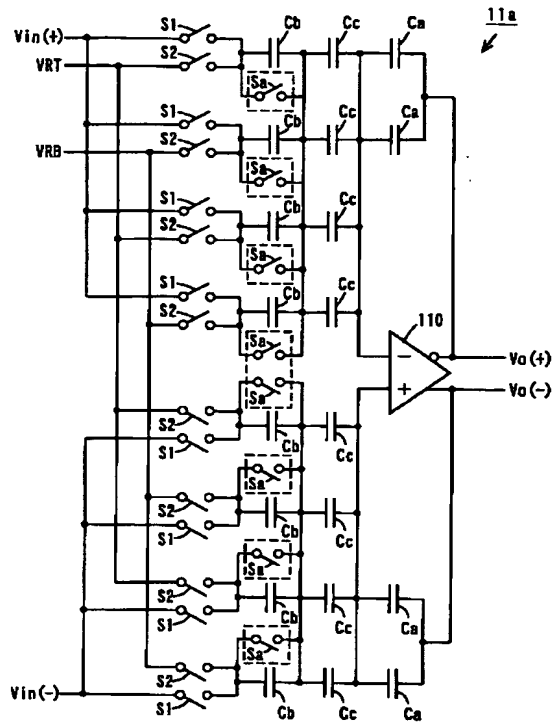 11a
Vin(+) S1 Cb Cc Ca
VRT S2
Sa
S1
Cb Cc Ca
VRB S2
Sa
S1
Cb Cc
S2
Sa
S1
Cb Cc
S2 110
Sa
− Vo(+)
+ Vo(-)
Sa
S2
S1 Cb Cc
Sa
S2
S1 Cb Cc
Sa
S2
S1 Cb Cc Ca
Sa
S2
Vin(-) S1 Cb Cc Ca